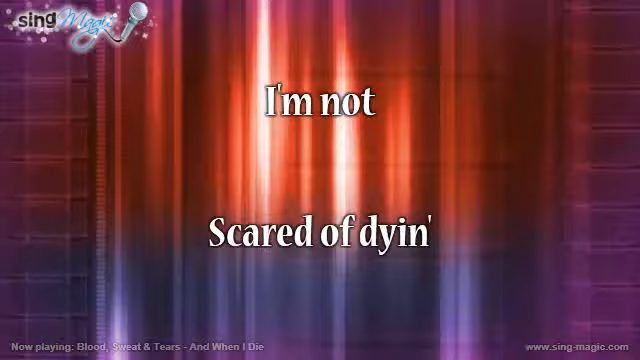 sing
Magic
I'm not
Scared of dyin'
Now playing: Blood, Sweat & Tears - And When I Die
www.sing-magic.com